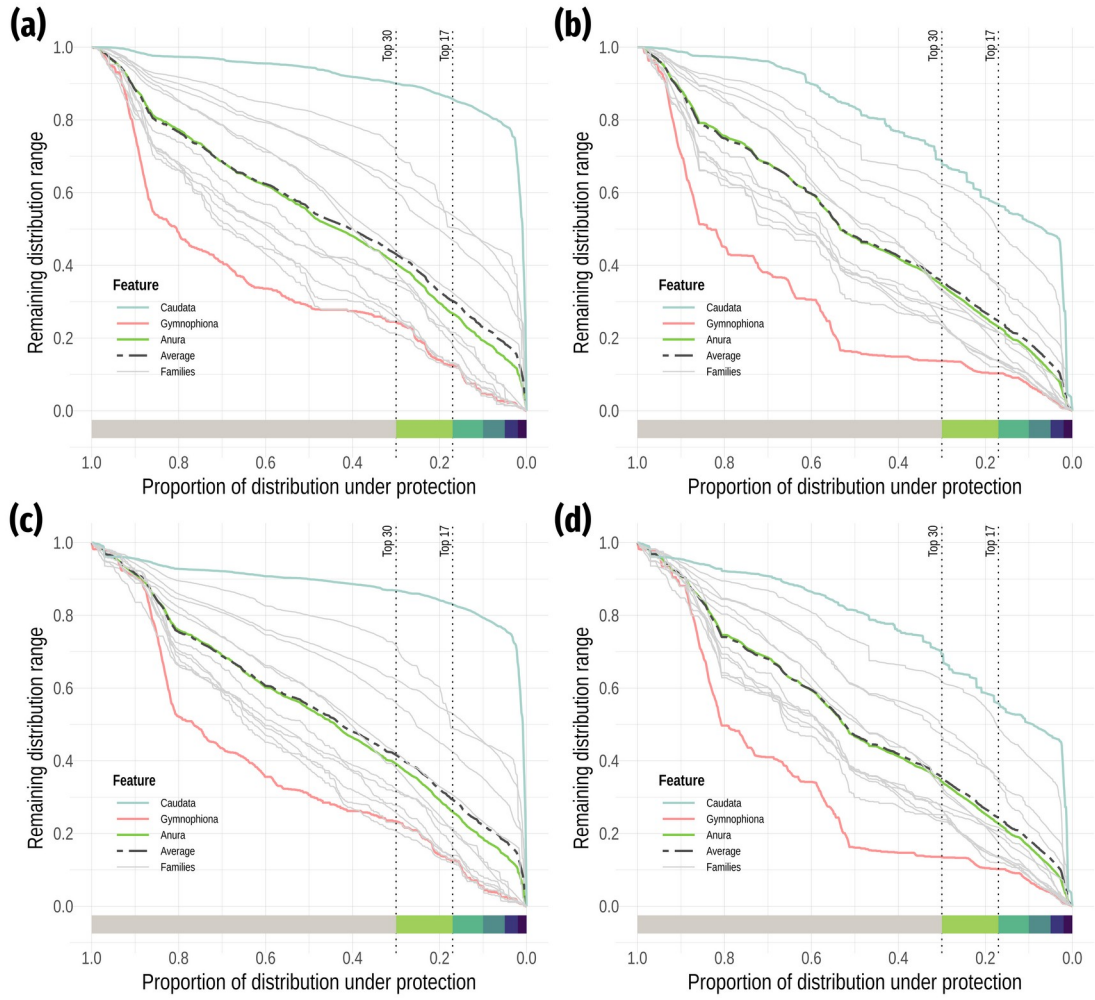 (a)
Remaining distribution range
1.0
0.8
0.6
0.4
0.2
0.0
Top 30
Top 17
Feature
Caudata
Gymnophiona
Anura
Average
Families
1.0
0.8
0.6
0.4
0.2
0.0
Proportion of distribution under protection
(b)
Remaining distribution range
1.0
0.8
0.6
0.4
0.2
0.0
Top 30
Top 17
Feature
Caudata
Gymnophiona
Anura
Average
Families
1.0
0.8
0.6
0.4
0.2
0.0
Proportion of distribution under protection
(c)
Remaining distribution range
1.0
0.8
0.6
0.4
0.2
0.0
Top 30
Top 17
Feature
Caudata
Gymnophiona
Anura
Average
Families
1.0
0.8
0.6
0.4
0.2
0.0
Proportion of distribution under protection
(d)
Remaining distribution range
1.0
0.8
0.6
0.4
0.2
0.0
Top 30
Top 17
Feature
Caudata
Gymnophiona
Anura
Average
Families
1.0
0.8
0.6
0.4
0.2
0.0
Proportion of distribution under protection